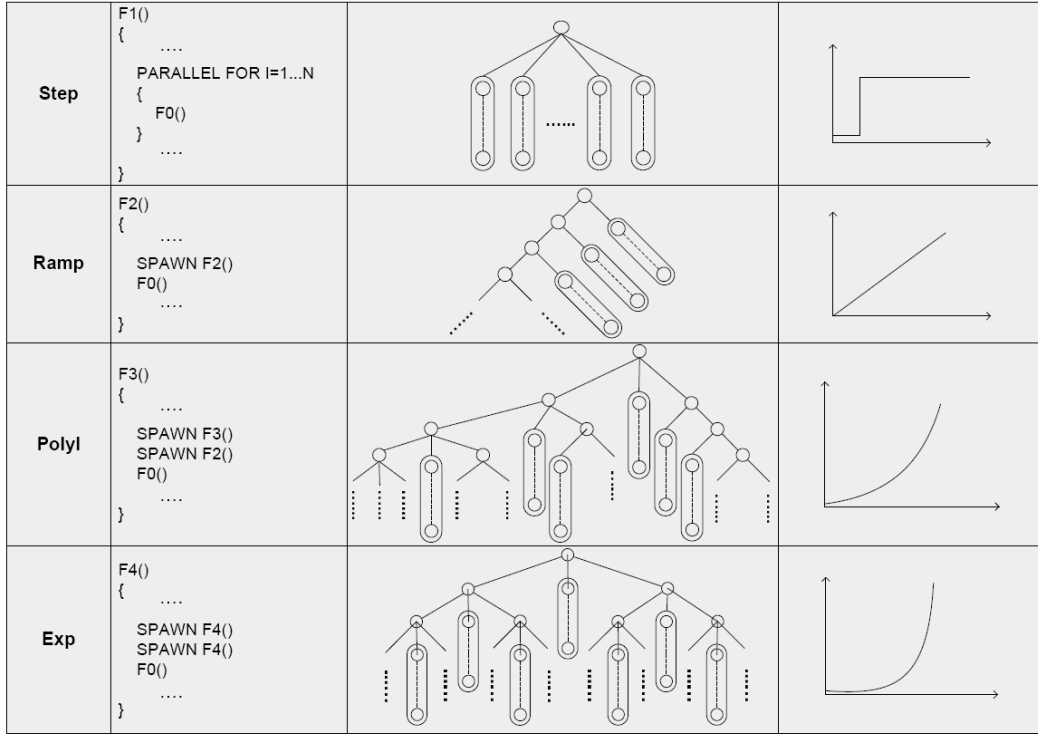 Step
F1()
{
....
PARALLEL FOR I=1...N
{
F0()
}
....
}
......
Ramp
F2()
{
....
SPAWN F2()
F0()
....
}
Polyl
F3()
{
....
SPAWN F3()
SPAWN F2()
F0()
....
}
Exp
F4()
{
....
SPAWN F4()
SPAWN F4()
F0()
....
}